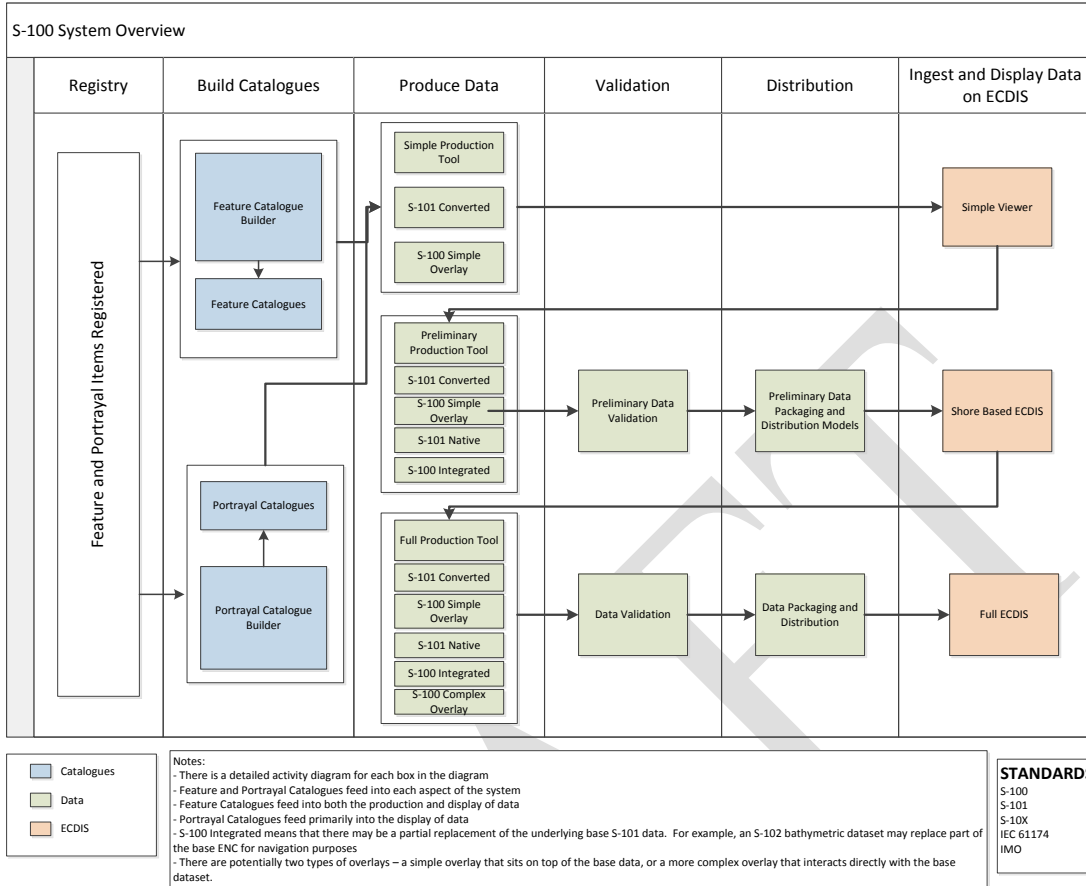 S-100 System Overview
Registry
Build Catalogues
Produce Data
Validation
Distribution
Ingest and Display Data
on ECDIS
Feature and Portrayal Items Registered
Feature Catalogue
Builder
Feature Catalogues
Portrayal Catalogues
Portrayal Catalogue
Builder
Simple Production
Tool
S-101 Converted
S-100 Simple
Overlay
Simple Viewer
Preliminary
Production Tool
S-101 Converted
S-100 Simple
Overlay
S-101 Native
S-100 Integrated
Preliminary Data
Validation
Preliminary Data
Packaging and
Distribution Models
Shore Based ECDIS
Full Production Tool
S-101 Converted
S-100 Simple
Overlay
S-101 Native
S-100 Integrated
S-100 Complex
Overlay
Data Validation
Data Packaging and
Distribution
Full ECDIS
Catalogues
Data
ECDIS
Notes:
- There is a detailed activity diagram for each box in the diagram
- Feature and Portrayal Catalogues feed into each aspect of the system
- Feature Catalogues feed into both the production and display of data
- Portrayal Catalogues feed primarily into the display of data
- S-100 Integrated means that there may be a partial replacement of the underlying base S-101 data.  For example, an S-102 bathymetric dataset may replace part of
the base ENC for navigation purposes
- There are potentially two types of overlays – a simple overlay that sits on top of the base data, or a more complex overlay that interacts directly with the base
dataset.
STANDARDS
S-100
S-101
S-10X
IEC 61174
IMO